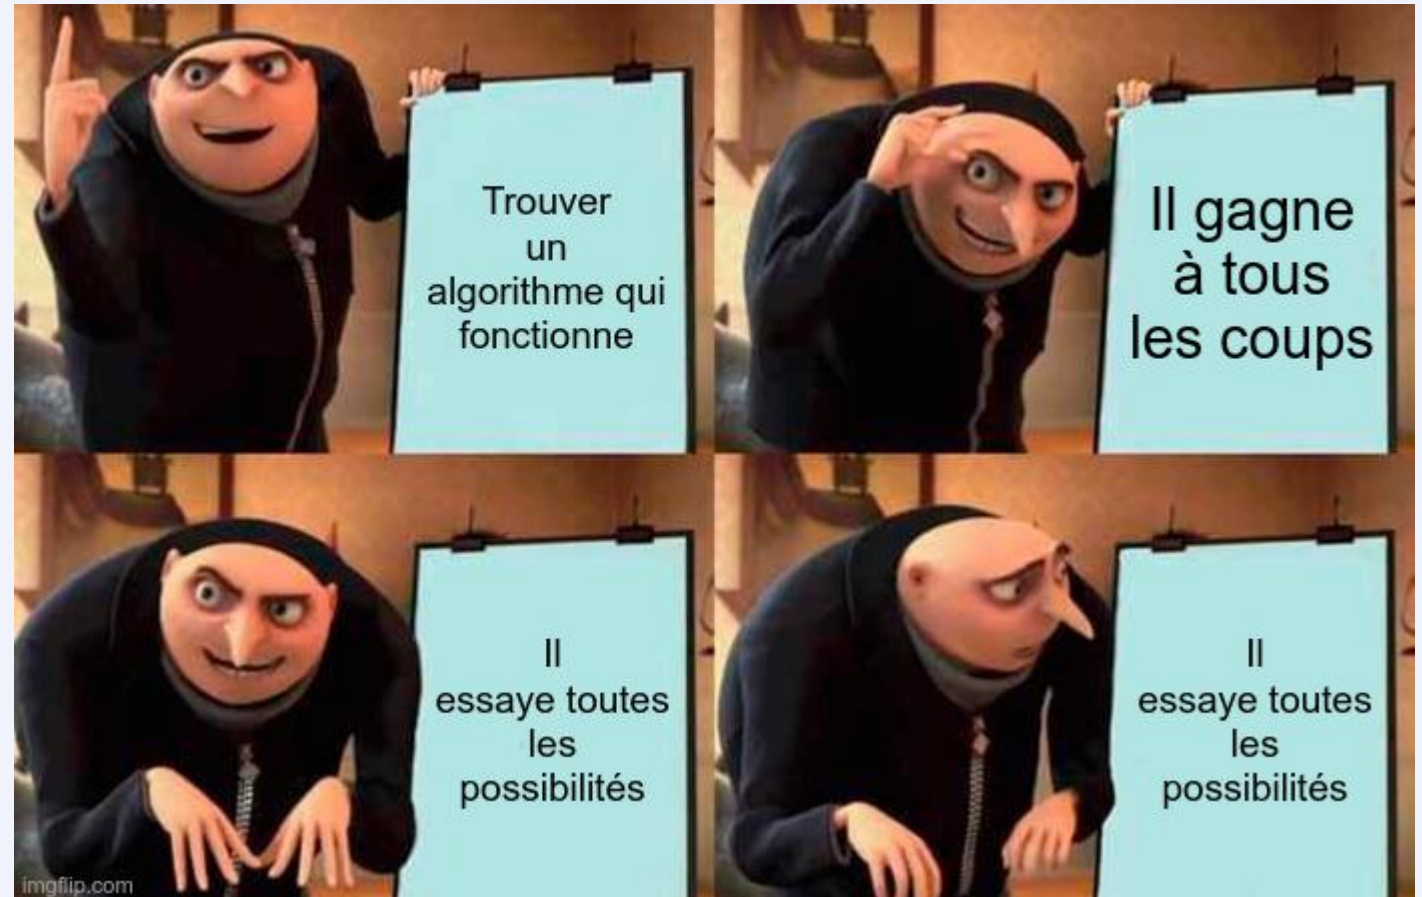 Trouver
un
algorithme qui
fonctionne
Il gagne
à tous
les coups
Il
essaye toutes
les
possibilités
Il
essaye toutes
les
possibilités
imgflip.com